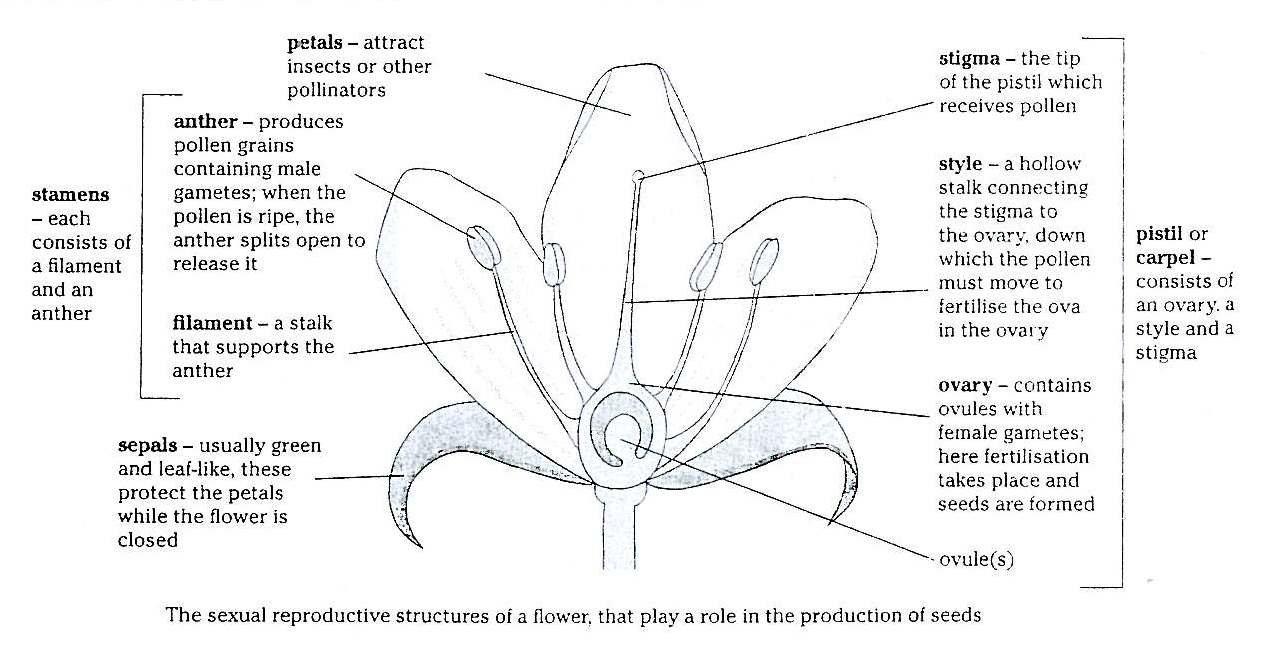 petals – attract
insects or other
pollinators
stamens
– each
consists of
a filament
and an
anther
anther – produces
pollen grains
containing male
gametes; when the
pollen is ripe, the
anther splits open to
release it
filament – a stalk
that supports the
anther
sepals – usually green
and leaf-like, these
protect the petals
while the flower is
closed
stigma – the tip
of the pistil which
receives pollen
style – a hollow
stalk connecting
the stigma to
the ovary, down
which the pollen
must move to
fertilise the ova
in the ovary
ovary – contains
ovules with
female gametes;
here fertilisation
takes place and
seeds are formed
ovule(s)
pistil or
carpel –
consists of
an ovary, a
style and a
stigma
The sexual reproductive structures of a flower, that play a role in the production of seeds